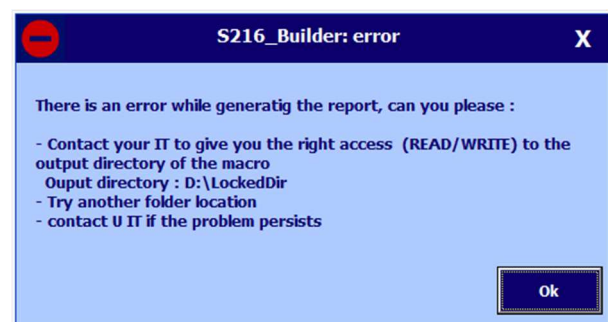 S216_Builder: error
X
There is an error while generatig the report, can you please :
- Contact your IT to give you the right access (READ/WRITE) to the
output directory of the macro
Ouput directory : D:\LockedDir
- Try another folder location
- contact U IT if the problem persists
Ok